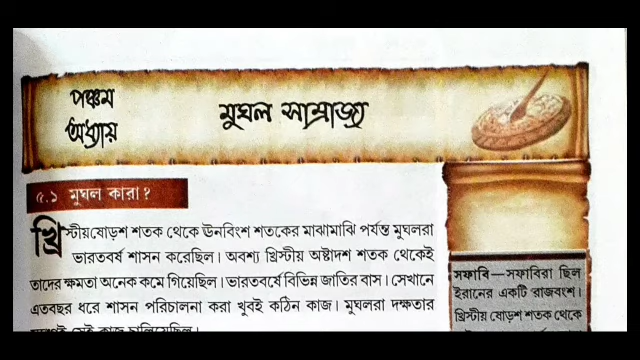 পঞ্চম
অধ্যায়
মুঘল সাম্রাজ্য
৫.১ মুঘল কারা?
খ্রিস্টীয় ষোড়শ শতক থেকে ঊনবিংশ শতকের মাঝামাঝি পর্যন্ত মুঘলরা
ভারতবর্ষ শাসন করেছিল। অবশ্য খ্রিস্টীয় অষ্টাদশ শতক থেকেই
তাদের ক্ষমতা অনেক কমে গিয়েছিল। ভারতবর্ষে বিভিন্ন জাতির বাস। সেখানে
এতবছর ধরে শাসন পরিচালনা করা খুবই কঠিন কাজ। মুঘলরা দক্ষতার
সেই কাজ চালিয়েছিল।
সফাবি—সফাবিরা ছিল
ইরানের একটি রাজবংশ।
খ্রিস্টীয় ষোড়শ শতক থেকে